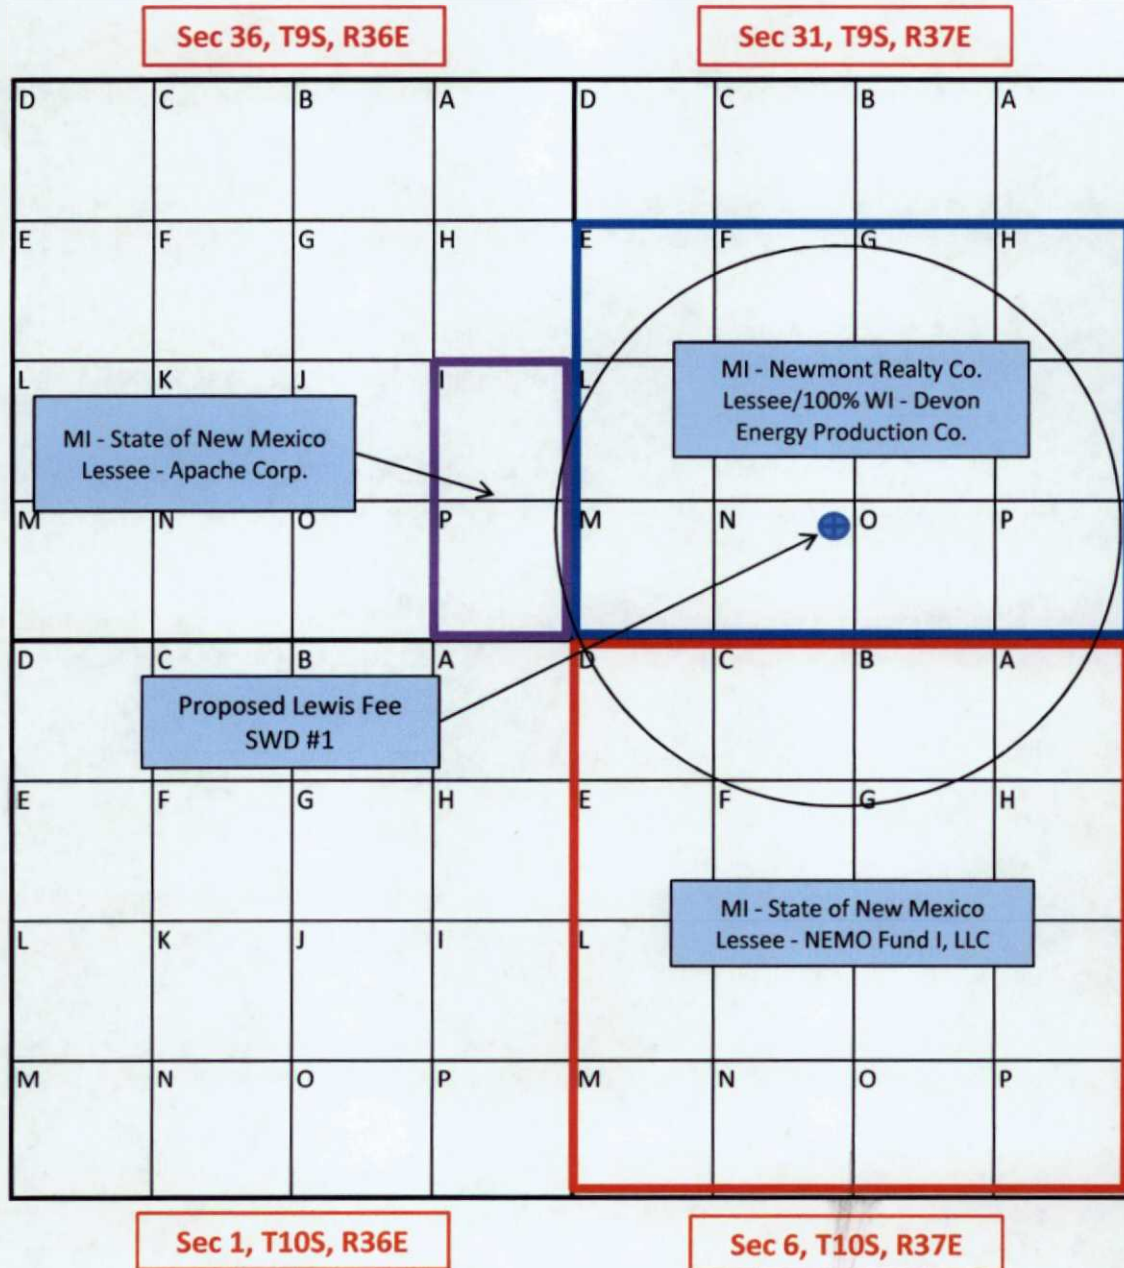 Sec 36, T9S, R36E
Sec 31, T9S, R37E
D C B A D C B A
E F G H E F G H
L K J I L
MI - State of New Mexico
Lessee - Apache Corp.
MI - Newmont Realty Co.
Lessee/100% WI - Devon
Energy Production Co.
M N O P M N O P
D C B A D C B A
Proposed Lewis Fee
SWD #1
E F G H E F G H
MI - State of New Mexico
Lessee - NEMO Fund I, LLC
L K J I L
M N O P M N O P
Sec 1, T10S, R36E
Sec 6, T10S, R37E